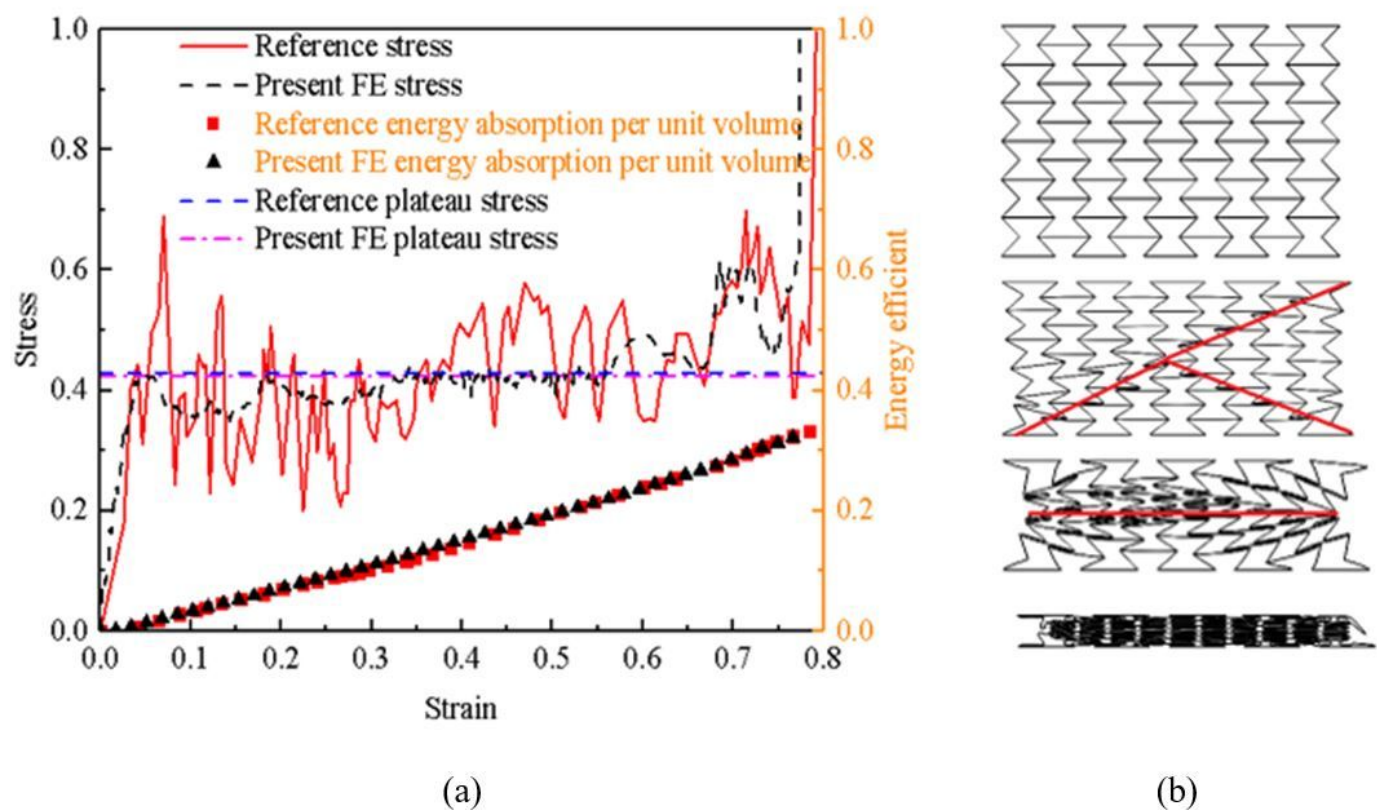 1.0
0.8
0.6
0.4
0.2
0.0
Stress
Reference stress
Present FE stress
Reference energy absorption per unit volume
Present FE energy absorption per unit volume
Reference plateau stress
Present FE plateau stress
1.0
0.8
0.6
0.4
0.2
0.0
Energy efficient
0.0 0.1 0.2 0.3 0.4 0.5 0.6 0.7 0.8
Strain
(a)
(b)